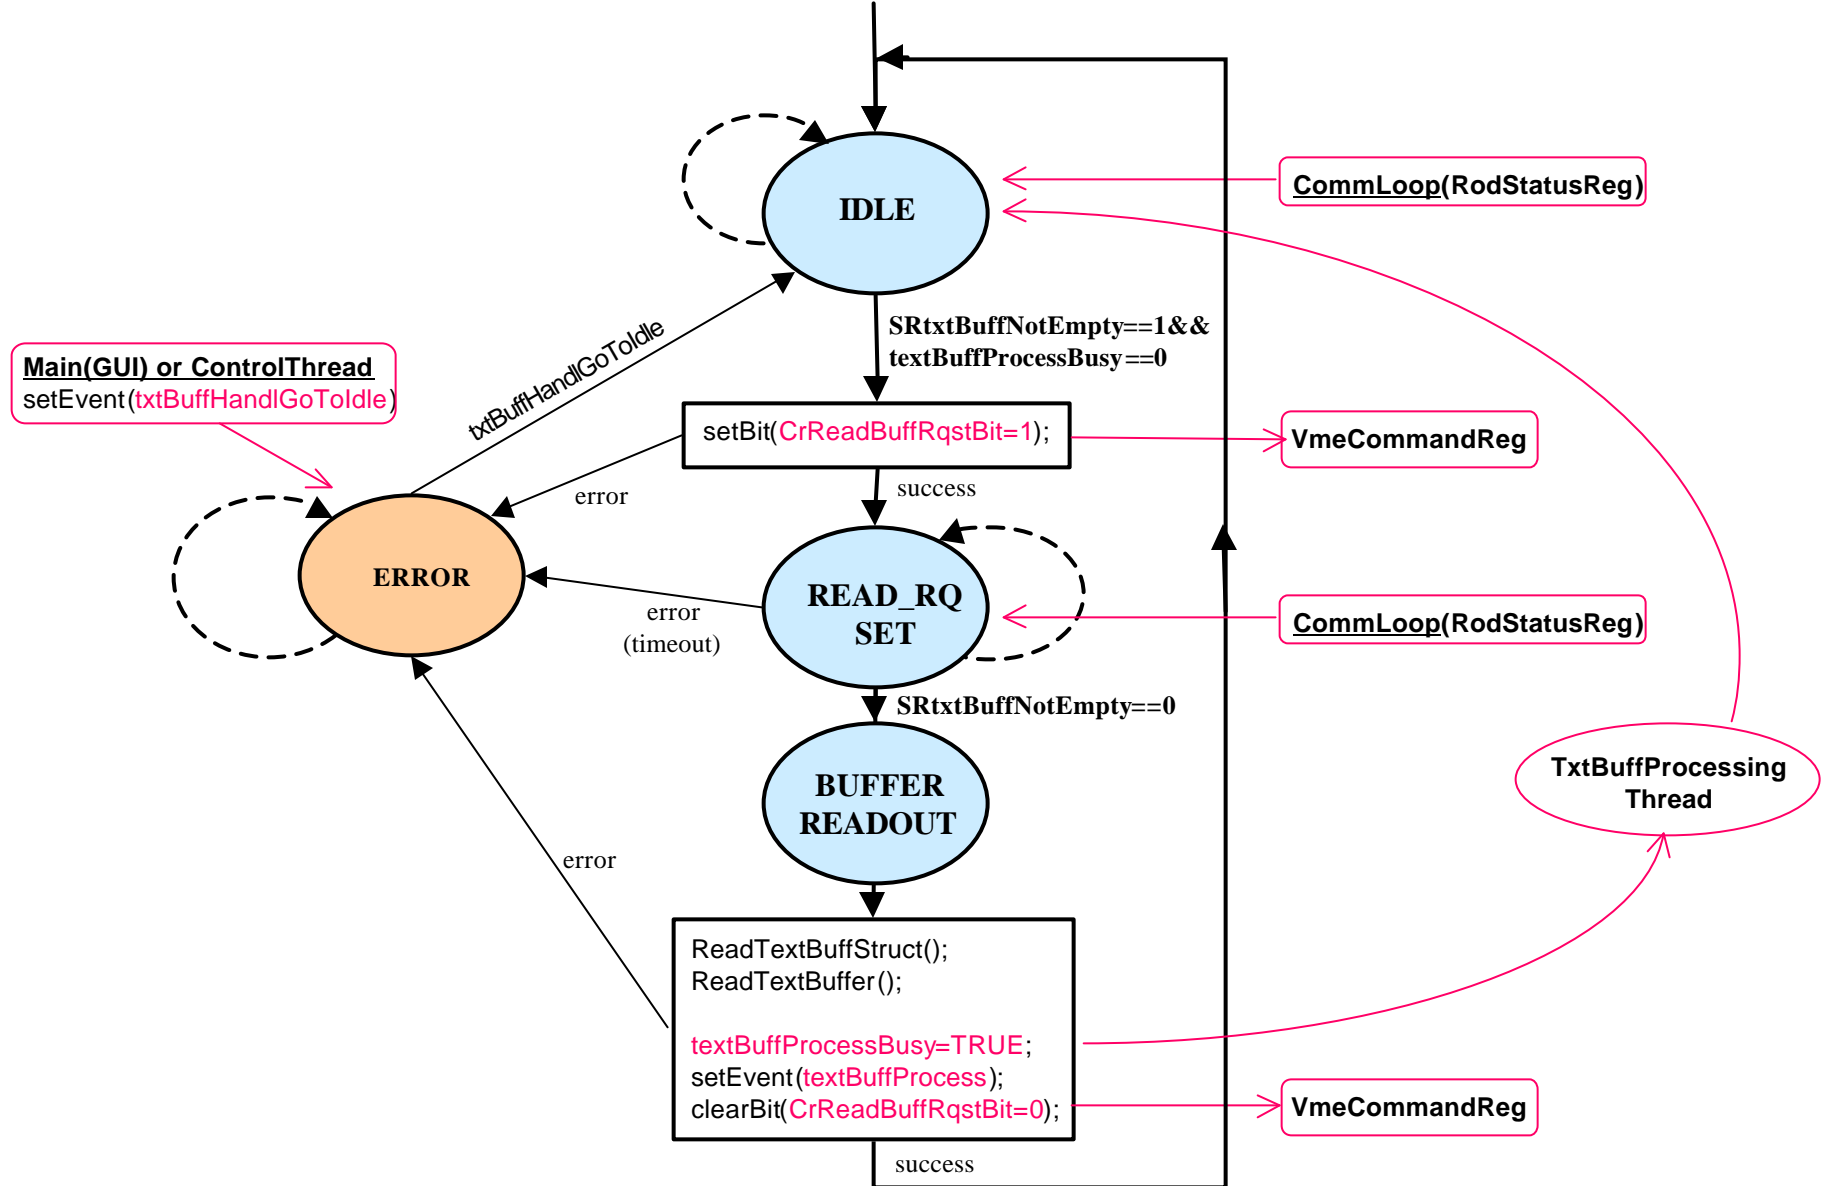 CommLoop(RodStatusReg)
IDLE
SRtxtBuffNotEmpty==1&&
textBuffProcessBusy==0
txtBuffHandlGoToIdle
Main(GUI) or ControlThread
setEvent(txtBuffHandlGoToIdle)
setBit(CrReadBuffRqstBit=1);
VmeCommandReg
error
success
ERROR
READ_RQ
SET
error
(timeout)
CommLoop(RodStatusReg)
SRtxtBuffNotEmpty==0
BUFFER
READOUT
TxtBuffProcessing
Thread
error
ReadTextBuffStruct();
ReadTextBuffer();
textBuffProcessBusy=TRUE;
setEvent(textBuffProcess);
clearBit(CrReadBuffRqstBit=0);
VmeCommandReg
success